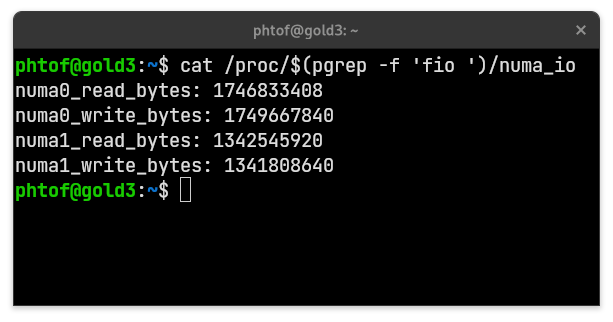 phtof@gold3: ~
phtof@gold3:~$ cat /proc/$(pgrep -f 'fio ')/numa_io
numa0_read_bytes: 1746833408
numa0_write_bytes: 1749667840
numa1_read_bytes: 1342545920
numa1_write_bytes: 1341808640
phtof@gold3:~$